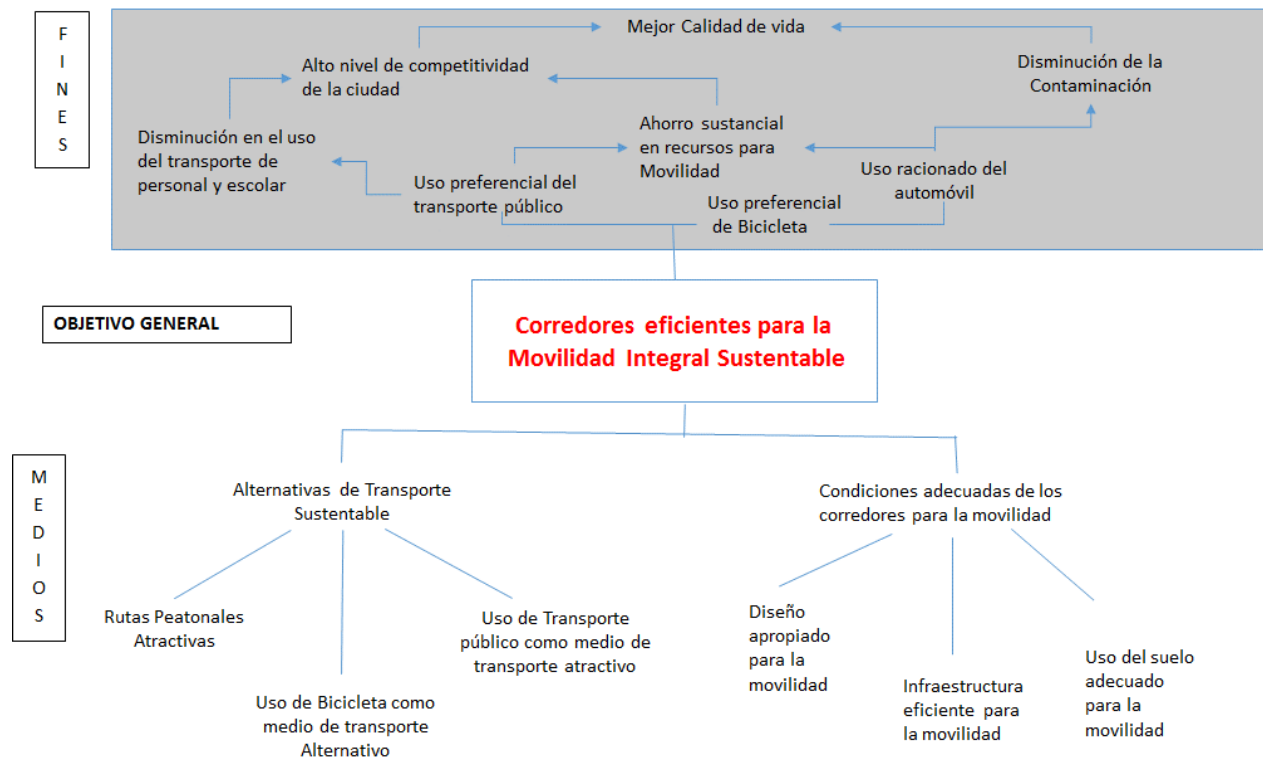 F
I
N
E
S
Mejor Calidad de vida
Alto nivel de competitividad
de la ciudad
Disminución de la
Contaminación
Disminución en el uso
del transporte de
personal y escolar
Ahorro sustancial
en recursos para
Movilidad
Uso preferencial del
transporte público
Uso preferencial
de Bicicleta
Uso racionado del
automóvil
OBJETIVO GENERAL
Corredores eficientes para la
Movilidad Integral Sustentable
M
E
D
I
O
S
Alternativas de Transporte
Sustentable
Condiciones adecuadas de los
corredores para la movilidad
Rutas Peatonales
Atractivas
Uso de Bicicleta como
medio de transporte
Alternativo
Uso de Transporte
público como medio de
transporte atractivo
Diseño
apropiado
para la
movilidad
Infraestructura
eficiente para
la movilidad
Uso del suelo
adecuado
para la
movilidad